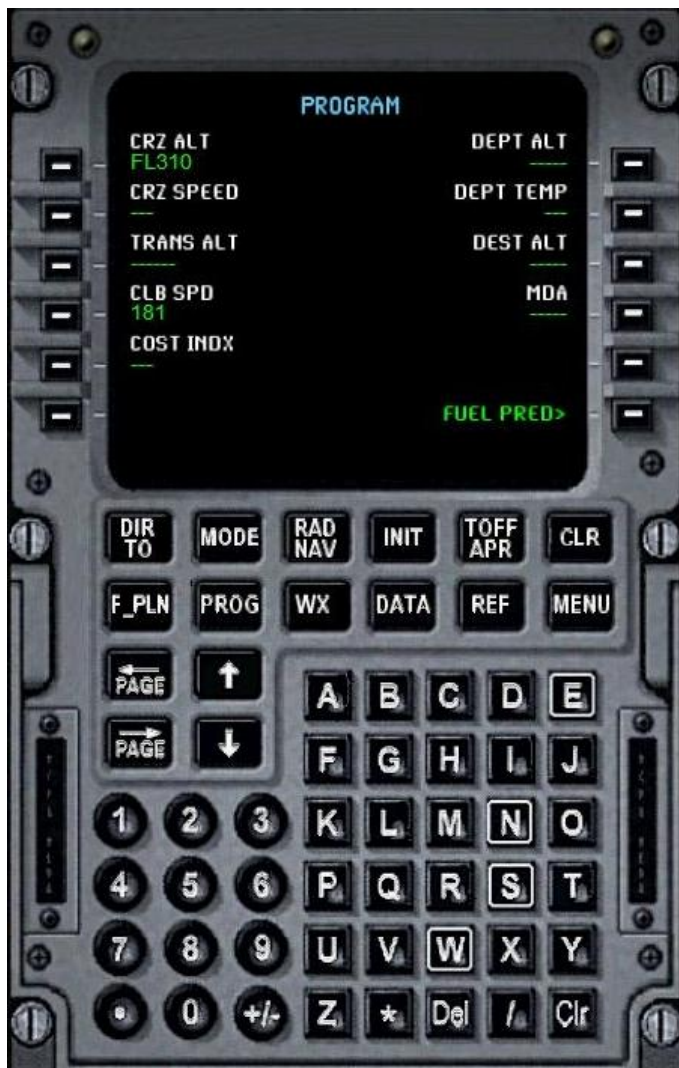 PROGRAM
CRZ ALT DEPT ALT
FL310 -----
CRZ SPEED DEPT TEMP
--- ---
TRANS ALT DEST ALT
------ -----
CLB SPD MDA
181 -----
COST INDX
---
FUEL PRED>
DIR TO MODE RAD NAV INIT TOFF APR CLR
F_PLN PROG WX DATA REF MENU
PAGE ↑
PAGE ↓
A B C D E
F G H I J
1 2 3 K L M N O
4 5 6 P Q R S T
7 8 9 U V W X Y
• 0 +/- Z * Del / Clr